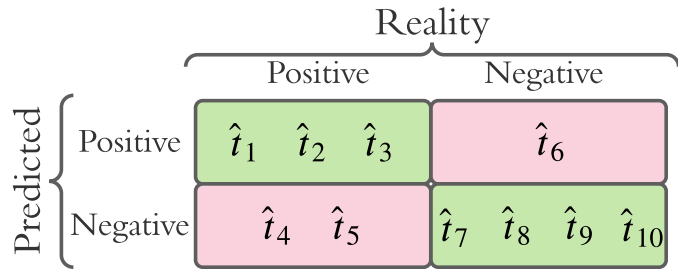 Reality
Positive Negative
Predicted
Positive t̂₁ t̂₂ t̂₃ t̂₆
Negative t̂₄ t̂₅ t̂₇ t̂₈ t̂₉ t̂₁₀